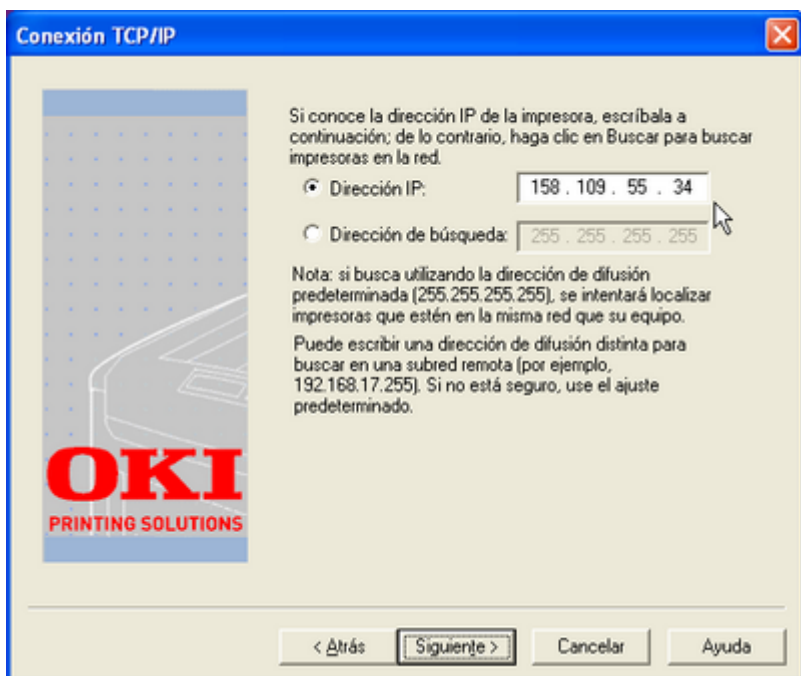 Conexión TCP/IP
Si conoce la dirección IP de la impresora, escríbala a
continuación; de lo contrario, haga clic en Buscar para buscar
impresoras en la red.
Dirección IP: 158 . 109 . 55 . 34
Dirección de búsqueda: 255 . 255 . 255 . 255
Nota: si busca utilizando la dirección de difusión
predeterminada (255.255.255.255), se intentará localizar
impresoras que estén en la misma red que su equipo.
Puede escribir una dirección de difusión distinta para
buscar en una subred remota (por ejemplo,
192.168.17.255). Si no está seguro, use el ajuste
predeterminado.
OKI
PRINTING SOLUTIONS
< Atrás Siguiente > Cancelar Ayuda